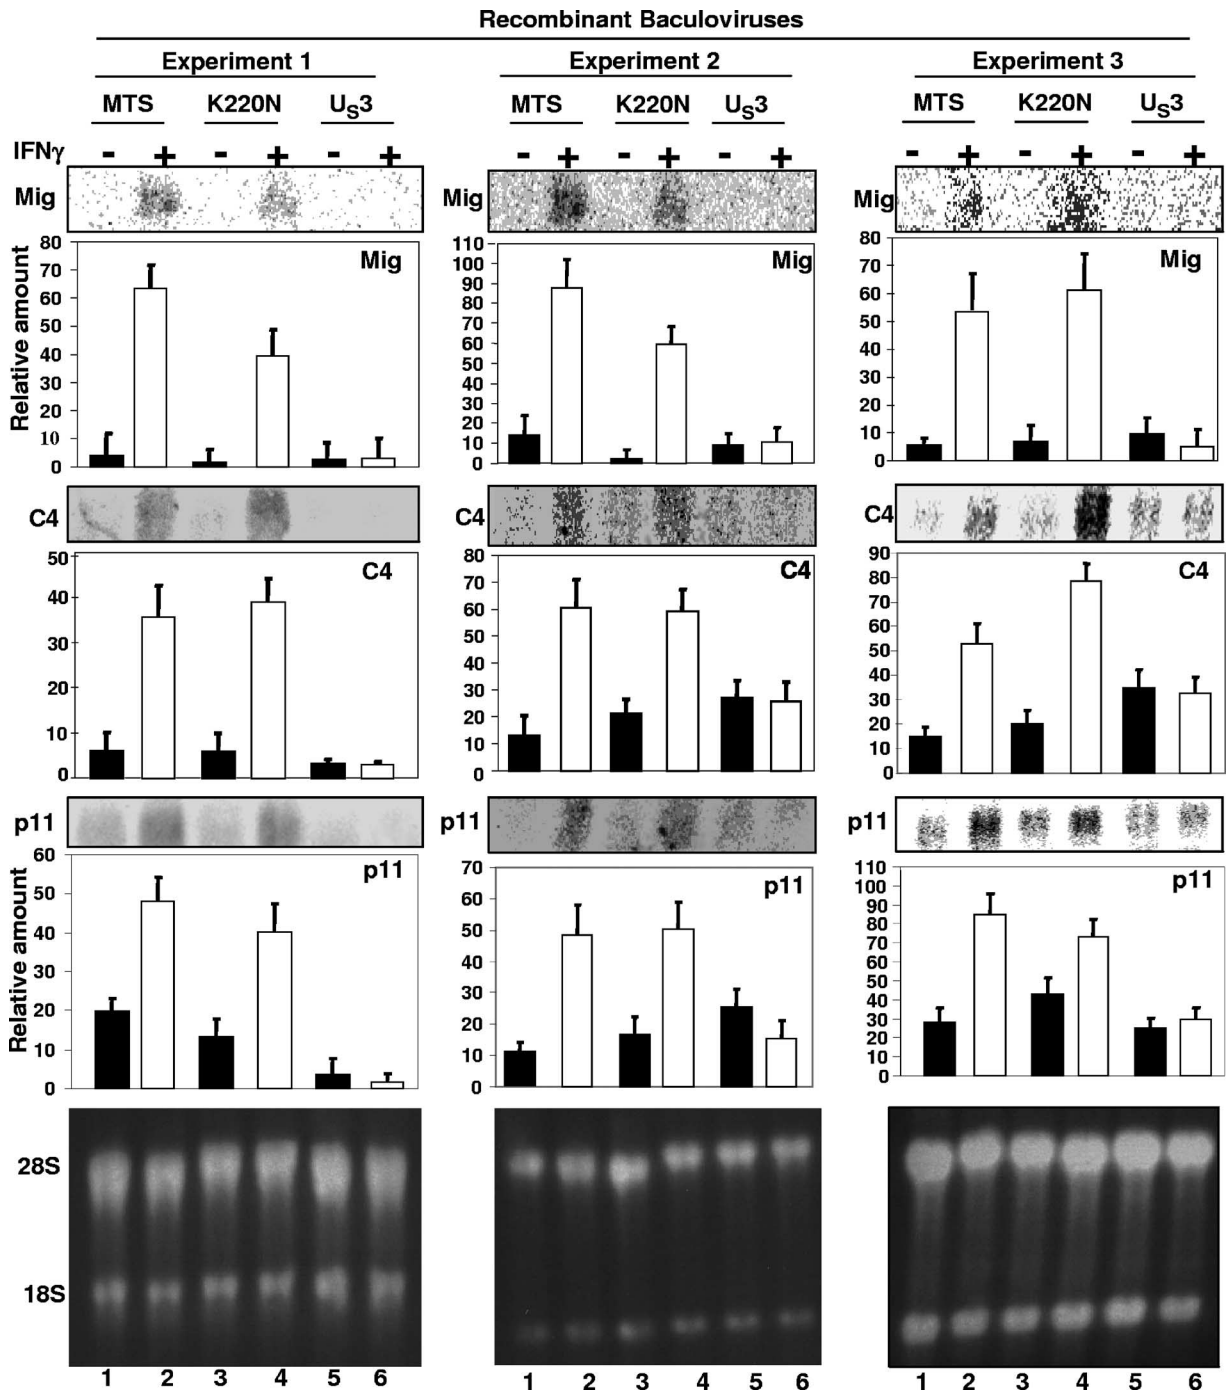 Recombinant Baculoviruses
Experiment 1 Experiment 2 Experiment 3
MTS K220N US3 MTS K220N US3 MTS K220N US3
IFNγ - + - + - + - + - + - + - + - + - +
Mig Mig Mig
80 Mig 110 Mig 80 Mig
70 100 70
60 90 60
50 80 50
40 70 40
30 60 30
20 50 20
10 40 10
0 30 0
20
10
0
Relative amount
C4 C4 C4
50 C4 80 C4 90 C4
40 70 80
30 60 70
20 50 60
10 40 50
0 30 40
20 30
10 20
0 10
0
p11 p11 p11
60 p11 70 p11 110 p11
50 60 100
40 50 90
30 40 80
20 30 70
10 20 60
0 10 50
0 40
30
20
10
0
Relative amount
28S
18S
1 2 3 4 5 6 1 2 3 4 5 6 1 2 3 4 5 6